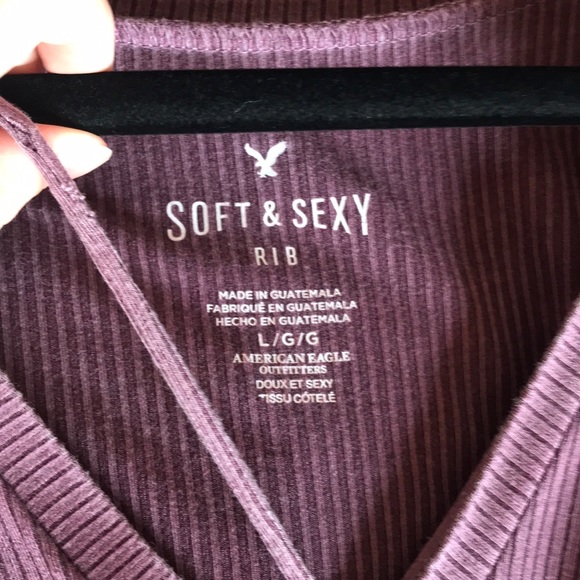 SOFT & SEXY
RIB
MADE IN GUATEMALA
FABRIQUÉ EN GUATEMALA
HECHO EN GUATEMALA
L/G/G
AMERICAN EAGLE
OUTFITTERS
DOUX ET SEXY
TISSU CÔTELÉ